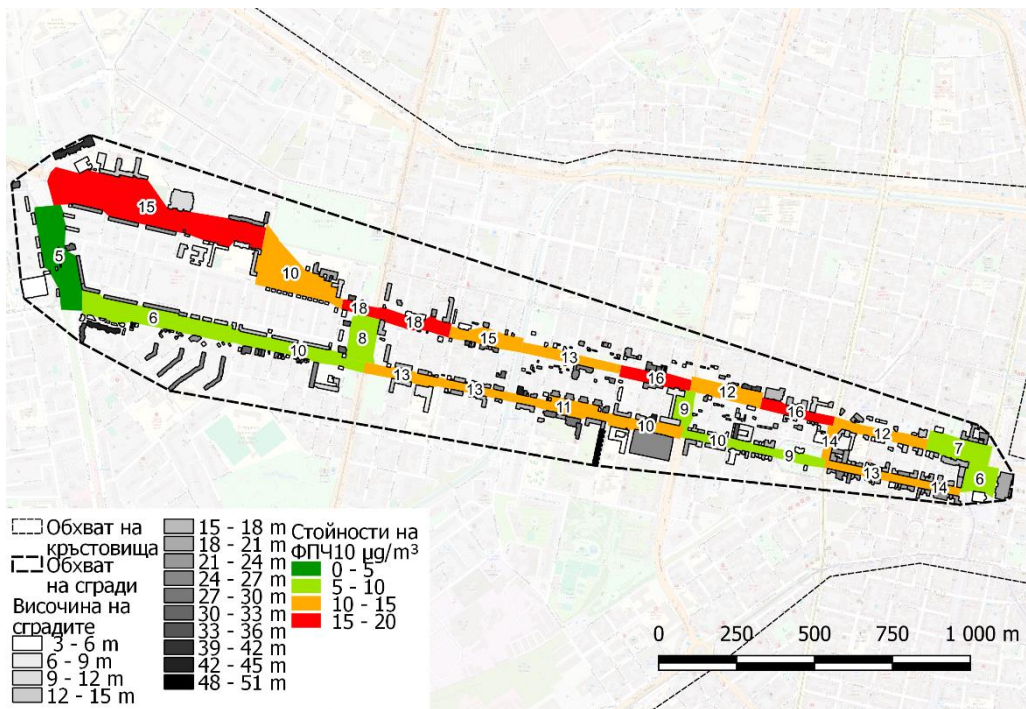 15
5
10
6
18
18
8
15
10
13
13
13
16
12
11
9
16
10
10
14
12
7
9
13
14
6
Обхват на
кръстовища
Обхват
на сгради
Височина на
сградите
3 - 6 m
6 - 9 m
9 - 12 m
12 - 15 m
15 - 18 m
18 - 21 m
21 - 24 m
24 - 27 m
27 - 30 m
30 - 33 m
33 - 36 m
39 - 42 m
42 - 45 m
48 - 51 m
Стойности на
ФПЧ10 µg/m³
0 - 5
5 - 10
10 - 15
15 - 20
0 250 500 750 1 000 m